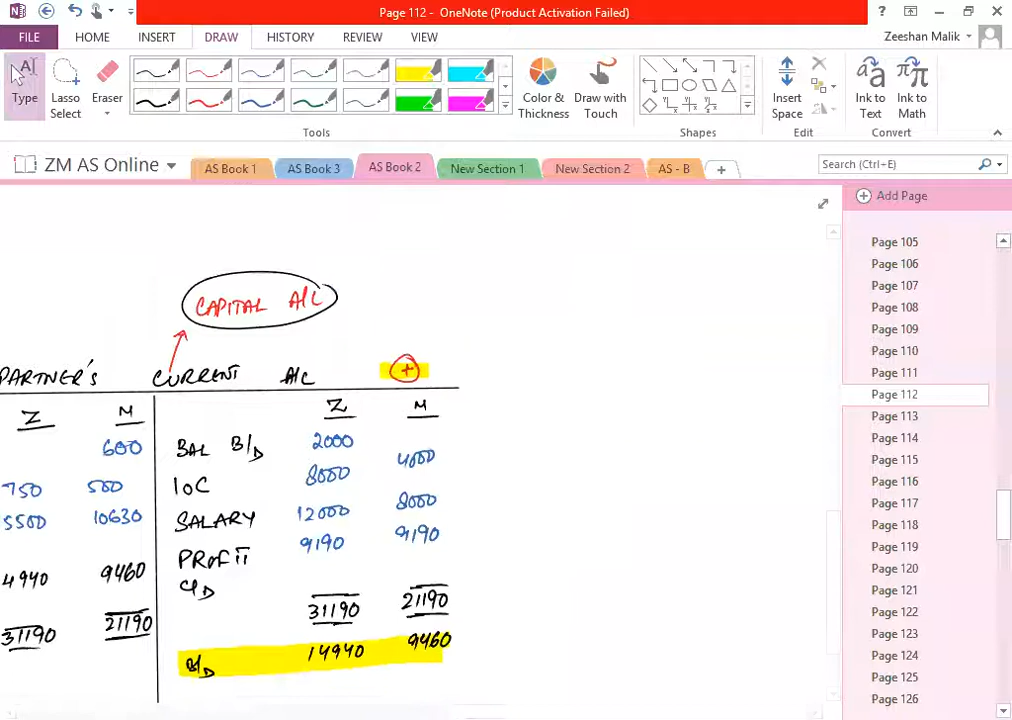 Page 112 - OneNote (Product Activation Failed)
FILE HOME INSERT DRAW HISTORY REVIEW VIEW
Zeeshan Malik
Type
Lasso Select
Eraser
Color & Thickness
Draw with Touch
Insert Space
Ink to Text
Ink to Math
Tools Shapes Edit Convert
ZM AS Online
AS Book 1 AS Book 3 AS Book 2 New Section 1 New Section 2 AS - B
Search (Ctrl+E)
Add Page
Page 105
Page 106
Page 107
Page 108
Page 109
Page 110
Page 111
Page 112
Page 113
Page 114
Page 115
Page 116
Page 117
Page 118
Page 119
Page 120
Page 121
Page 122
Page 123
Page 124
Page 125
Page 126
CAPITAL A/C
PARTNER'S CURRENT A/C +
Z M Z M
600 BAL B/D 2000
750 500 IOC 8000 4000
5500 10630 SALARY 12000 8000
PROFIT 9190 9190
4940 9460 C/D
31190 21190 31190 21190
B/D 14940 9460